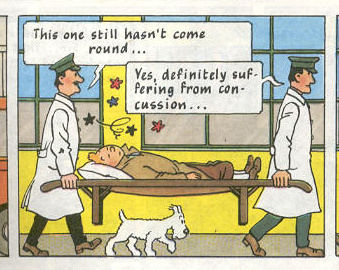 This one still hasn't come
round...
Yes, definitely suf-
fering from con-
cussion...